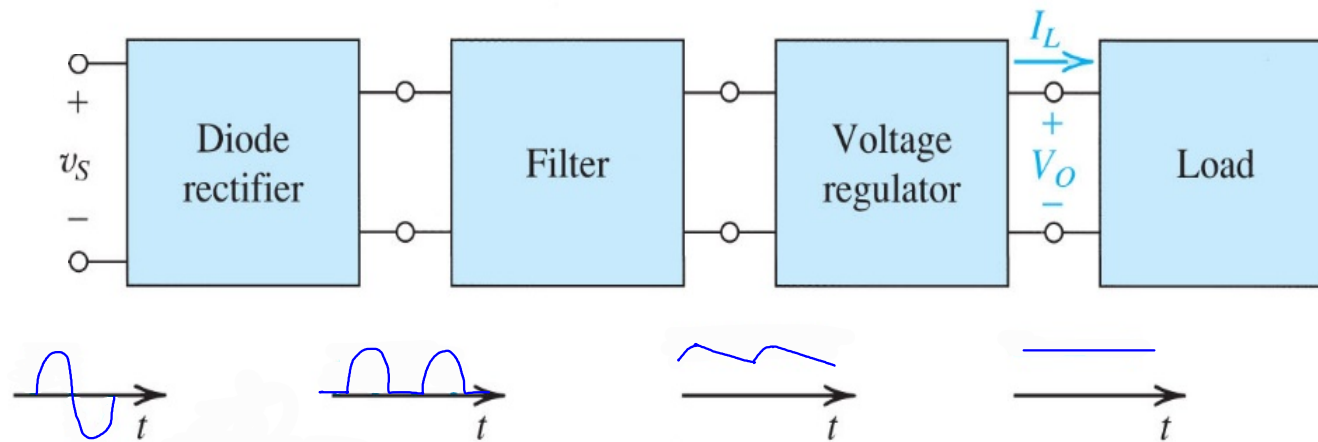 I_L
+
v_S
−
Diode
rectifier
Filter
Voltage
regulator
+
V_O
−
Load
t
t
t
t